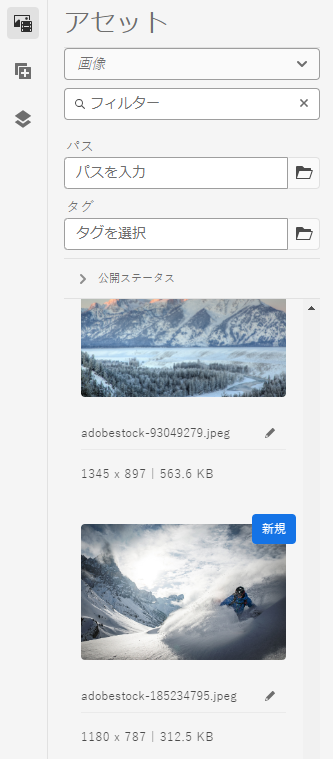 アセット
画像
フィルター
パス
パスを入力
タグ
タグを選択
公開ステータス
adobestock-93049279.jpeg
1345 x 897 | 563.6 KB
新規
adobestock-185234795.jpeg
1180 x 787 | 312.5 KB